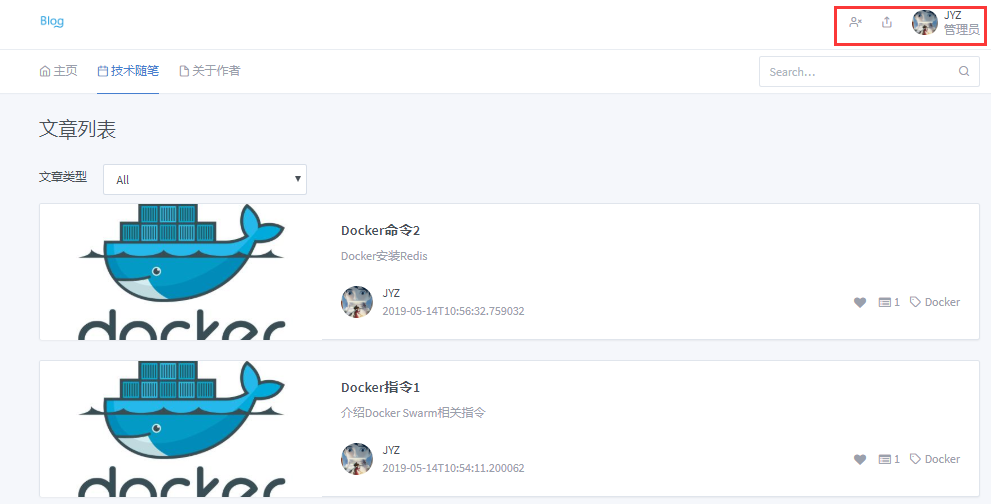 Blog
JYZ
管理员
主页 技术随笔 关于作者 Search...
文章列表
文章类型 All
docker
Docker命令2
Docker安装Redis
JYZ
2019-05-14T10:56:32.759032
1 Docker
docker
Docker指令1
介绍Docker Swarm相关指令
JYZ
2019-05-14T10:54:11.200062
1 Docker